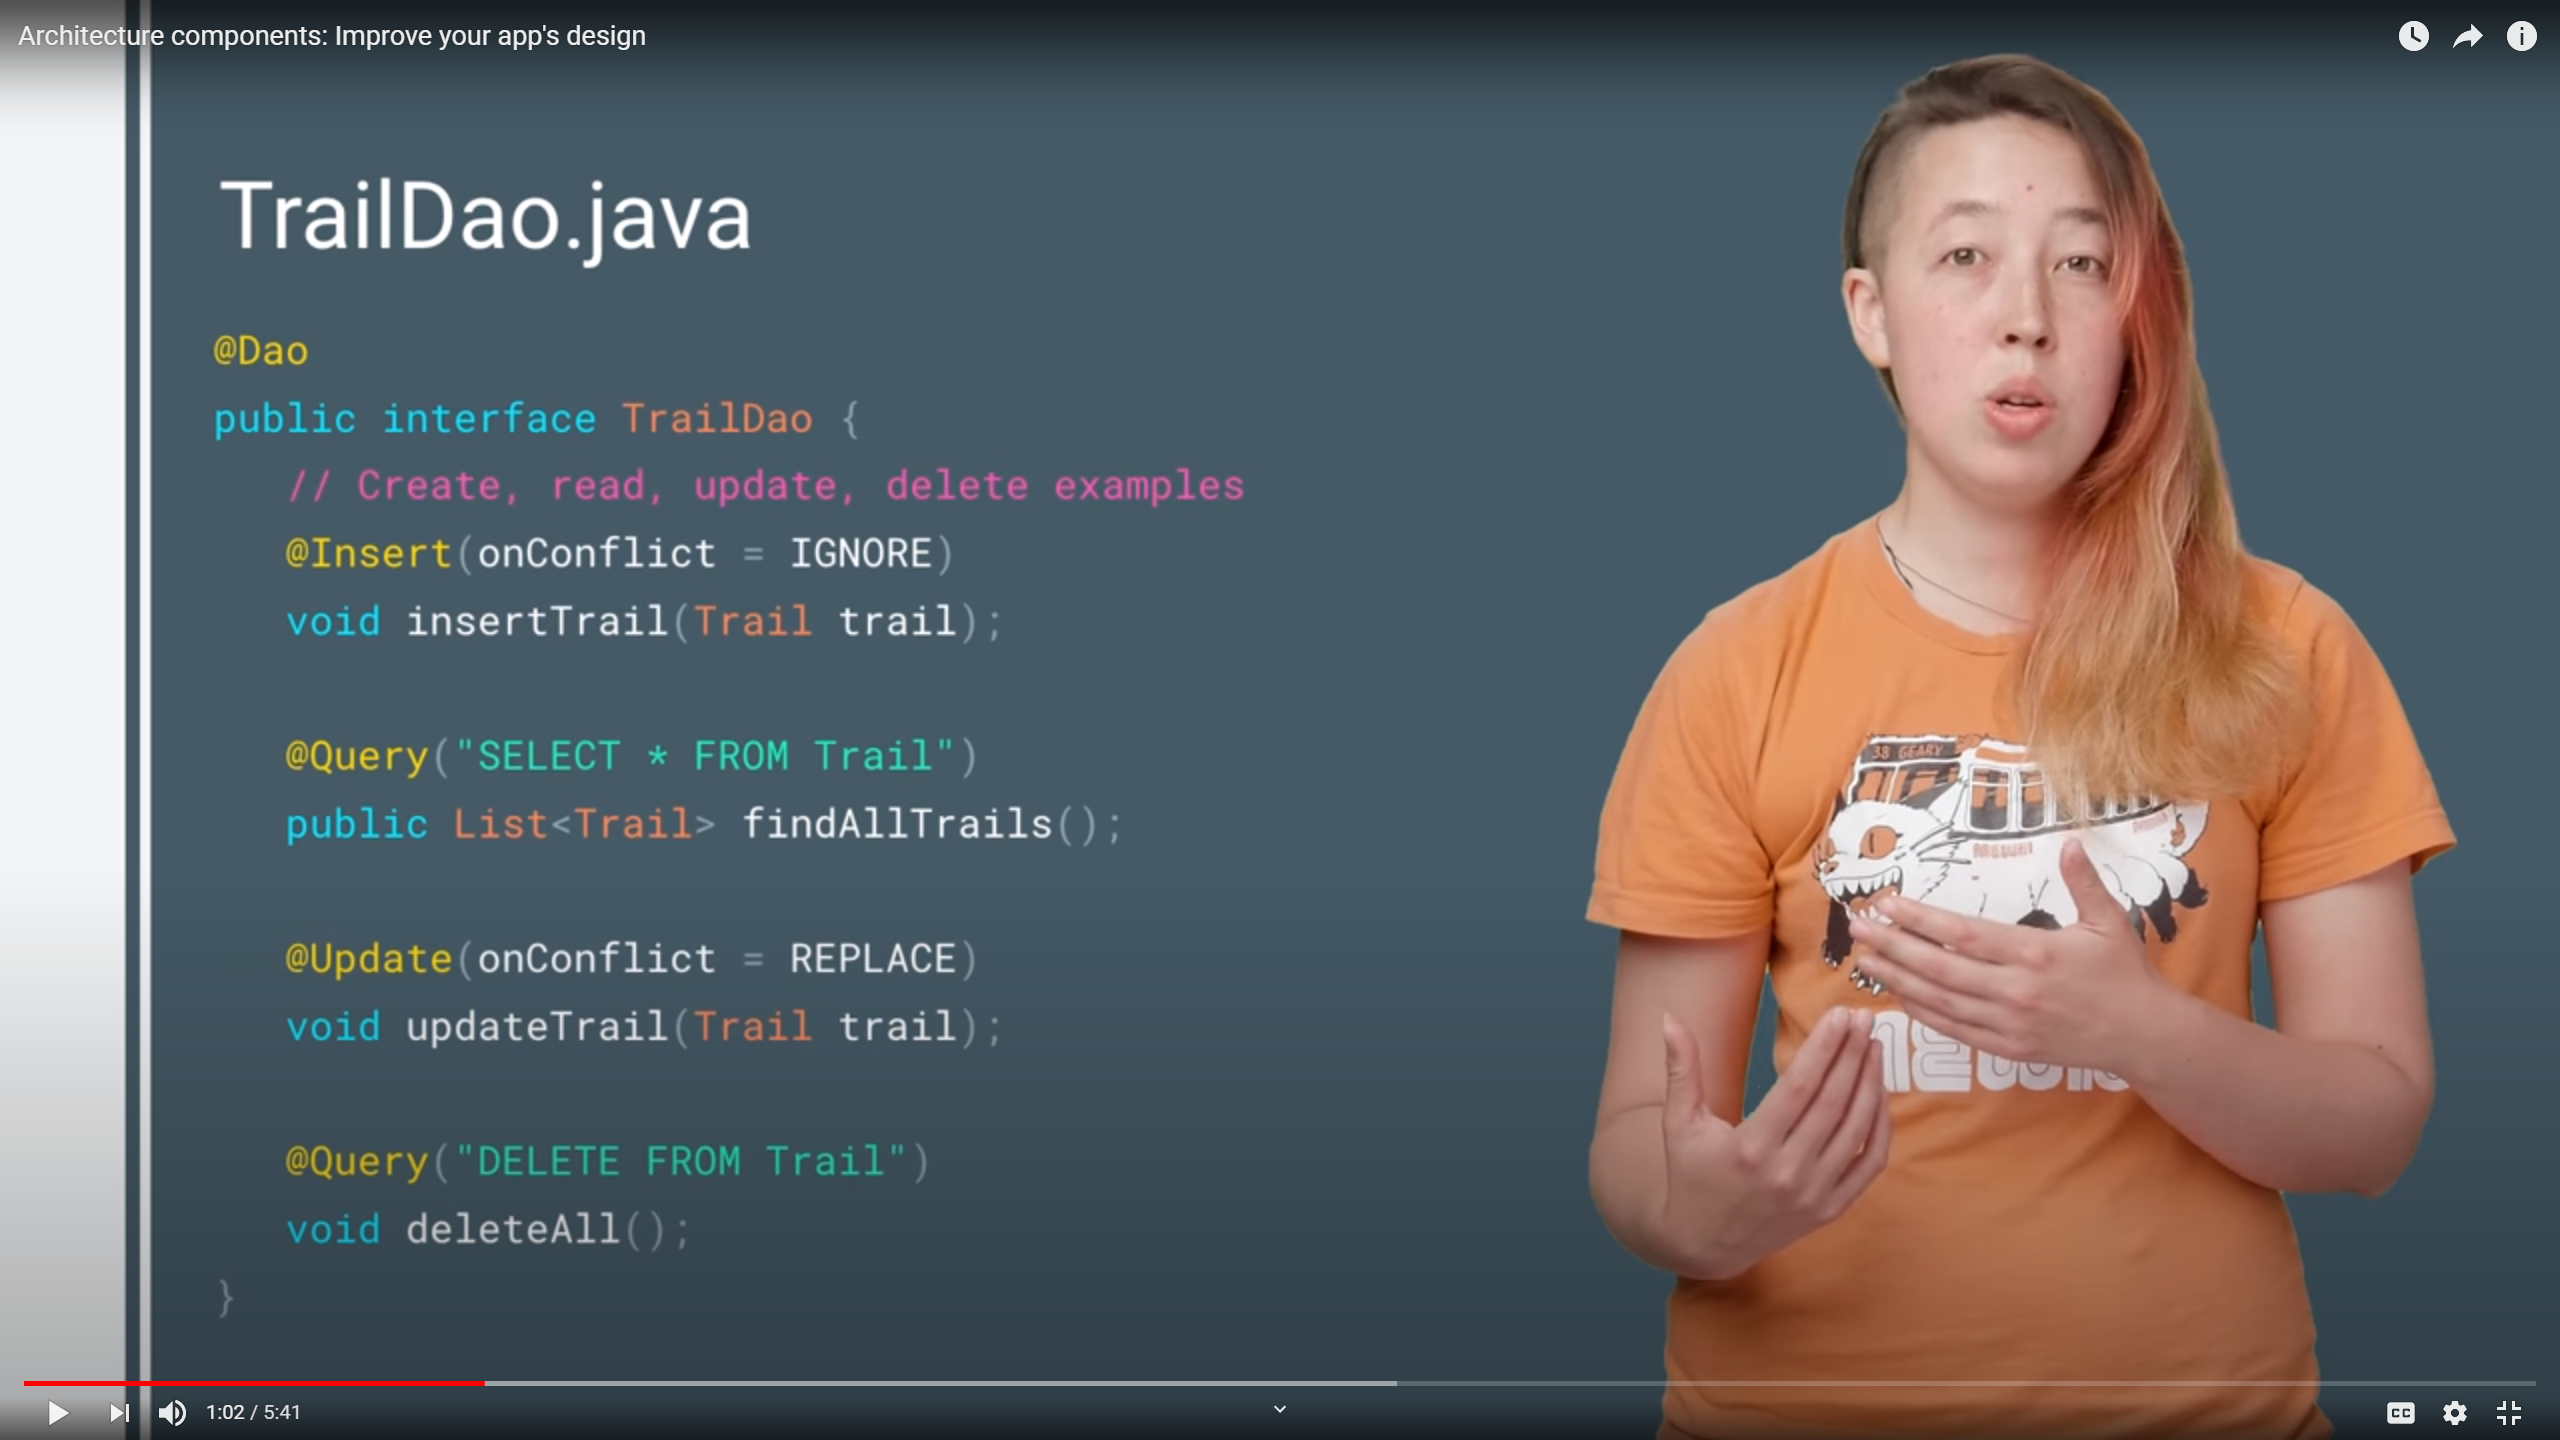 Architecture components: Improve your app's design
TrailDao.java
@Dao
public interface TrailDao {
// Create, read, update, delete examples
@Insert(onConflict = IGNORE)
void insertTrail(Trail trail);
@Query("SELECT * FROM Trail")
public List<Trail> findAllTrails();
@Update(onConflict = REPLACE)
void updateTrail(Trail trail);
@Query("DELETE FROM Trail")
void deleteAll();
}
38 GEARY
1:02 / 5:41
CC